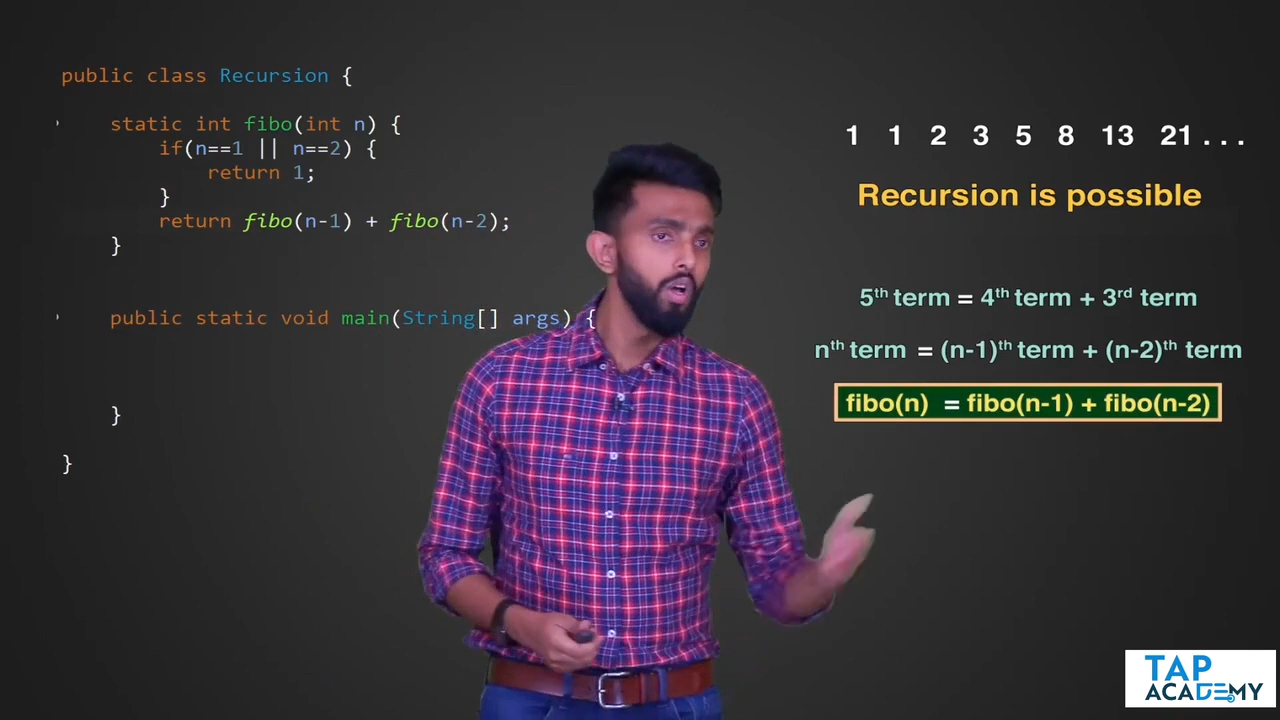 public class Recursion {
static int fibo(int n) {
if(n==1 || n==2) {
return 1;
}
return fibo(n-1) + fibo(n-2);
}
public static void main(String[] args) {
}
}
1 1 2 3 5 8 13 21 . . .
Recursion is possible
5th term = 4th term + 3rd term
nth term = (n-1)th term + (n-2)th term
fibo(n) = fibo(n-1) + fibo(n-2)
TAP
ACADEMY